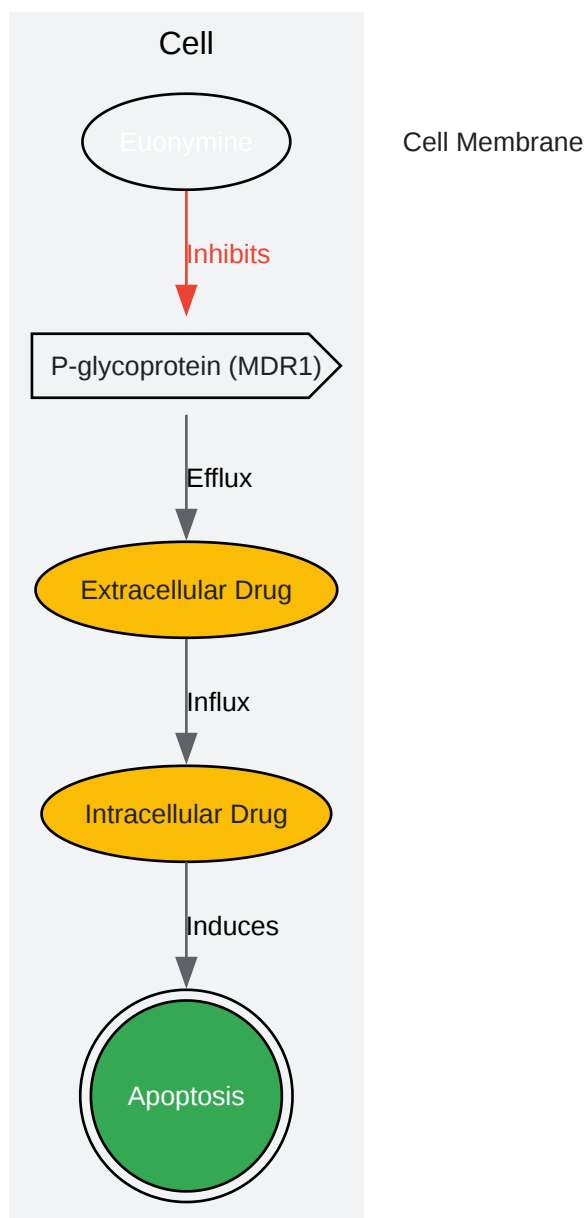 Cell
Euonymine
Cell Membrane
Inhibits
P-glycoprotein (MDR1)
Efflux
Extracellular Drug
Influx
Intracellular Drug
Induces
Apoptosis